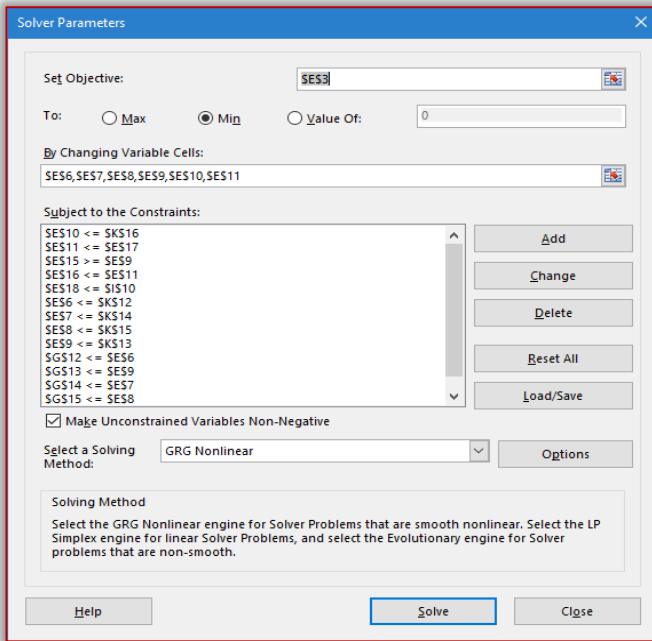 Solver Parameters
Set Objective:
$E$3
To:
Max
Min
Value Of:
0
By Changing Variable Cells:
$E$6,$E$7,$E$8,$E$9,$E$10,$E$11
Subject to the Constraints:
$E$10 <= $K$16
$E$11 <= $E$17
$E$15 >= $E$9
$E$16 <= $E$11
$E$18 <= $I$10
$E$6 <= $K$12
$E$7 <= $K$14
$E$8 <= $K$15
$E$9 <= $K$13
$G$12 <= $E$6
$G$13 <= $E$9
$G$14 <= $E$7
$G$15 <= $E$8
Add
Change
Delete
Reset All
Load/Save
Make Unconstrained Variables Non-Negative
Select a Solving
Method:
GRG Nonlinear
Options
Solving Method
Select the GRG Nonlinear engine for Solver Problems that are smooth nonlinear. Select the LP
Simplex engine for linear Solver Problems, and select the Evolutionary engine for Solver
problems that are non-smooth.
Help
Solve
Close